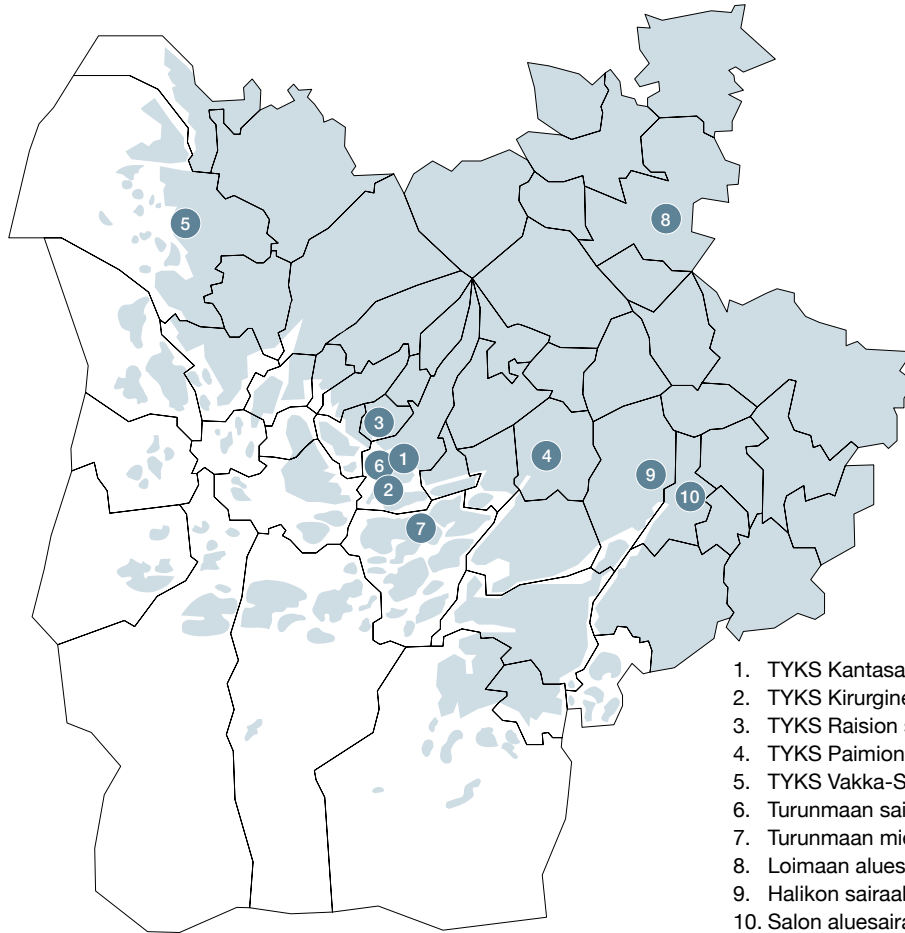 5
8
3
4
1
6
9
2
10
7
1. TYKS Kantasa
2. TYKS Kirurgine
3. TYKS Raision s
4. TYKS Paimion
5. TYKS Vakka-S
6. Turunmaan sai
7. Turunmaan mie
8. Loimaan alues
9. Halikon sairaal
10. Salon aluesaira